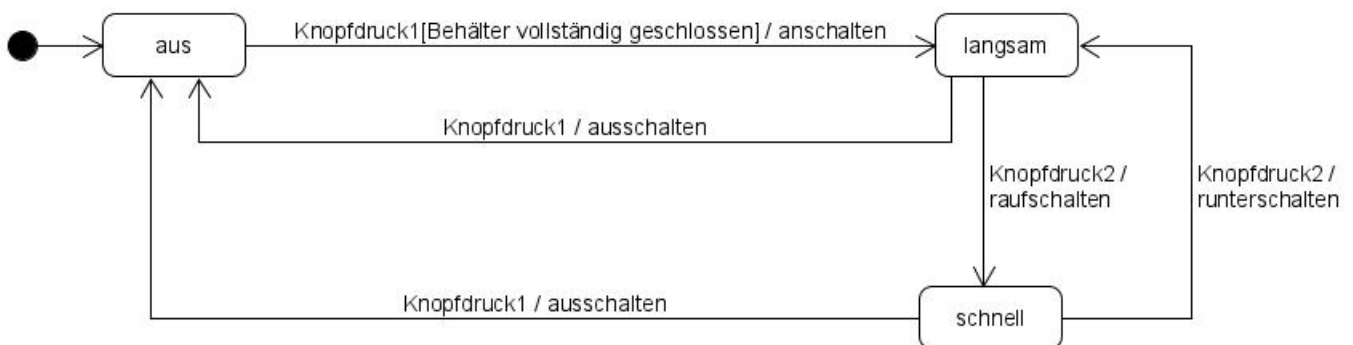 aus
Knopfdruck1[Behälter vollständig geschlossen] / anschalten
langsam
Knopfdruck1 / ausschalten
Knopfdruck2 /
raufschalten
Knopfdruck2 /
runterschalten
Knopfdruck1 / ausschalten
schnell